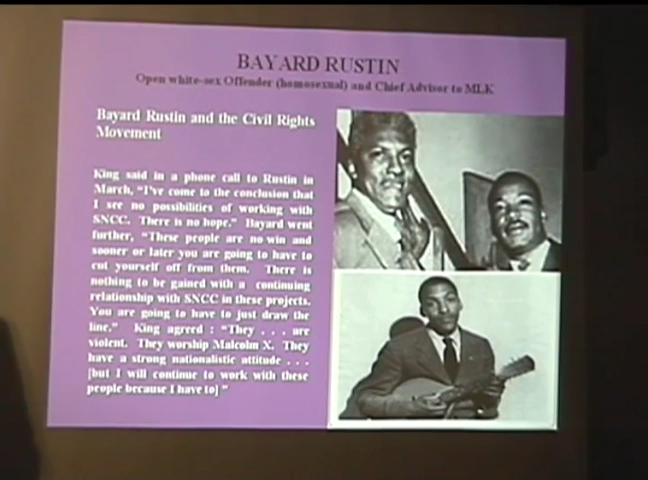 BAYARD RUSTIN
Open white-sex Offender (homosexual) and Chief Advisor to MLK
Bayard Rustin and the Civil Rights
Movement
King said in a phone call to Rustin in
March, “I’ve come to the conclusion that
I see no possibilities of working with
SNCC. There is no hope.” Bayard went
further, “These people are no win and
sooner or later you are going to have to
cut yourself off from them. There is
nothing to be gained with a continuing
relationship with SNCC in these projects.
You are going to have to just draw the
line.” King agreed : “They . . . are
violent. They worship Malcolm X. They
have a strong nationalistic attitude . . .
[but I will continue to work with these
people because I have to] ”